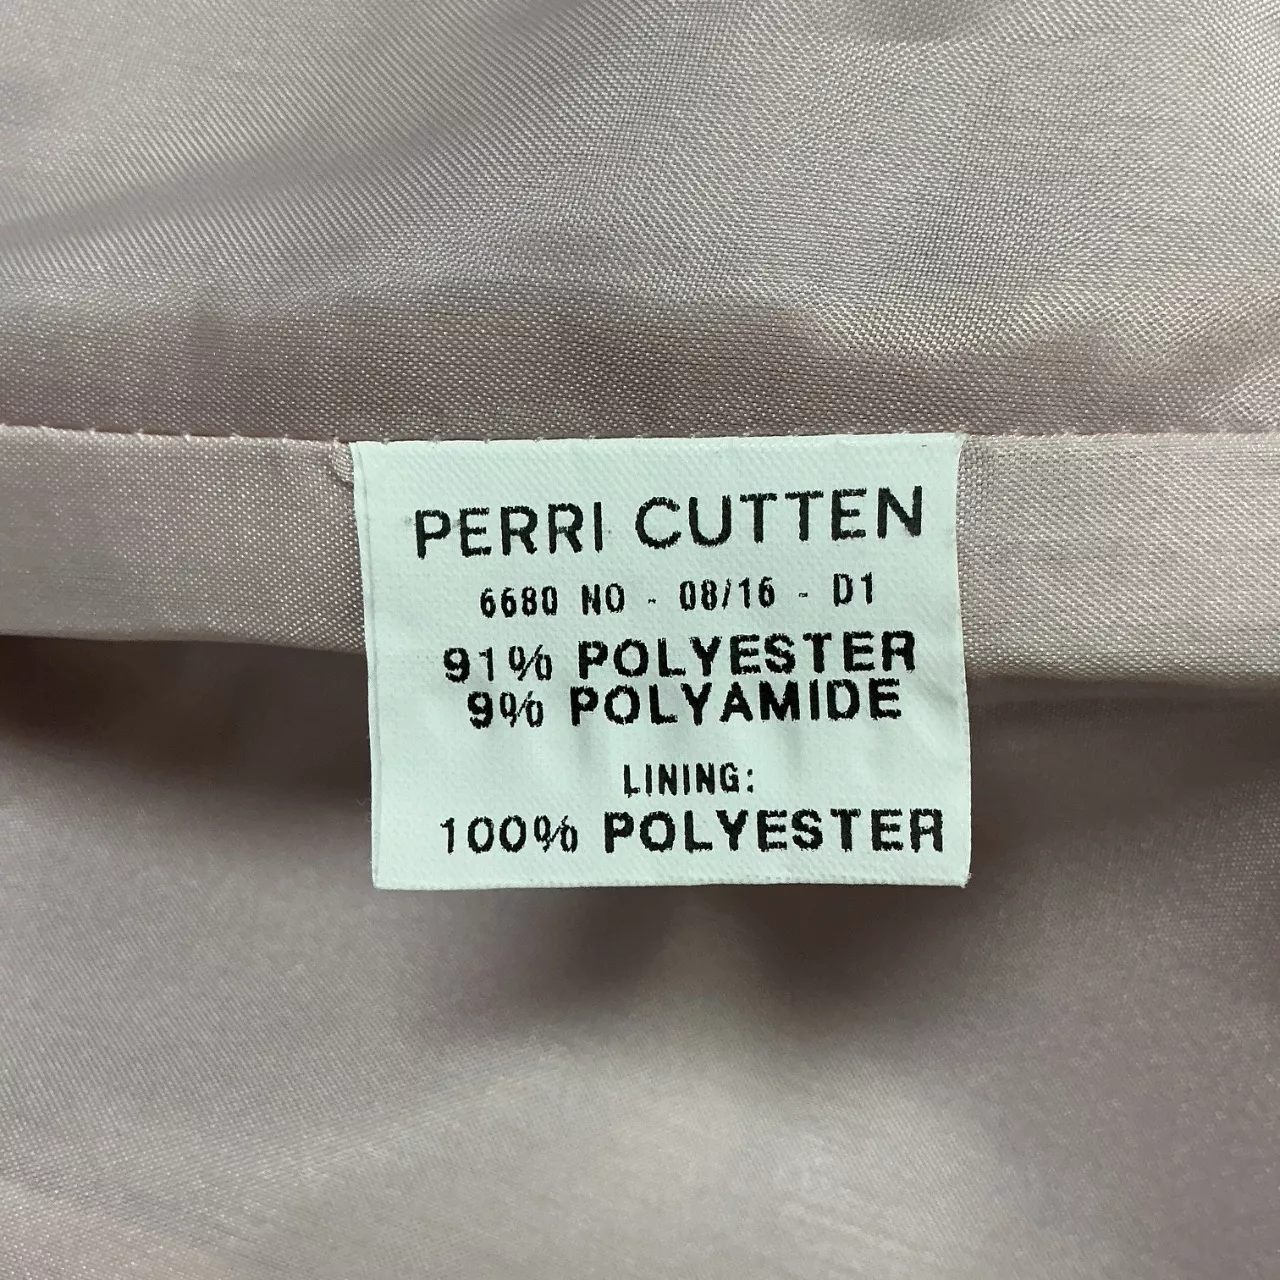 PERRI CUTTEN
6680 NO - 08/16 - D1
91% POLYESTER
9% POLYAMIDE
LINING:
100% POLYESTER